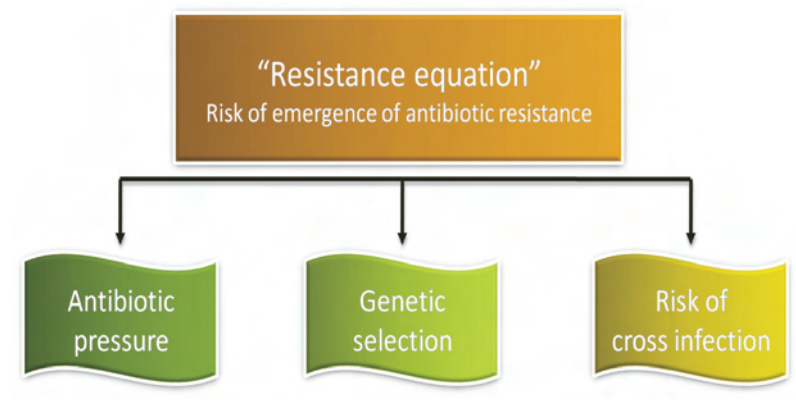 “Resistance equation”
Risk of emergence of antibiotic resistance
Antibiotic
pressure
Genetic
selection
Risk of
cross infection